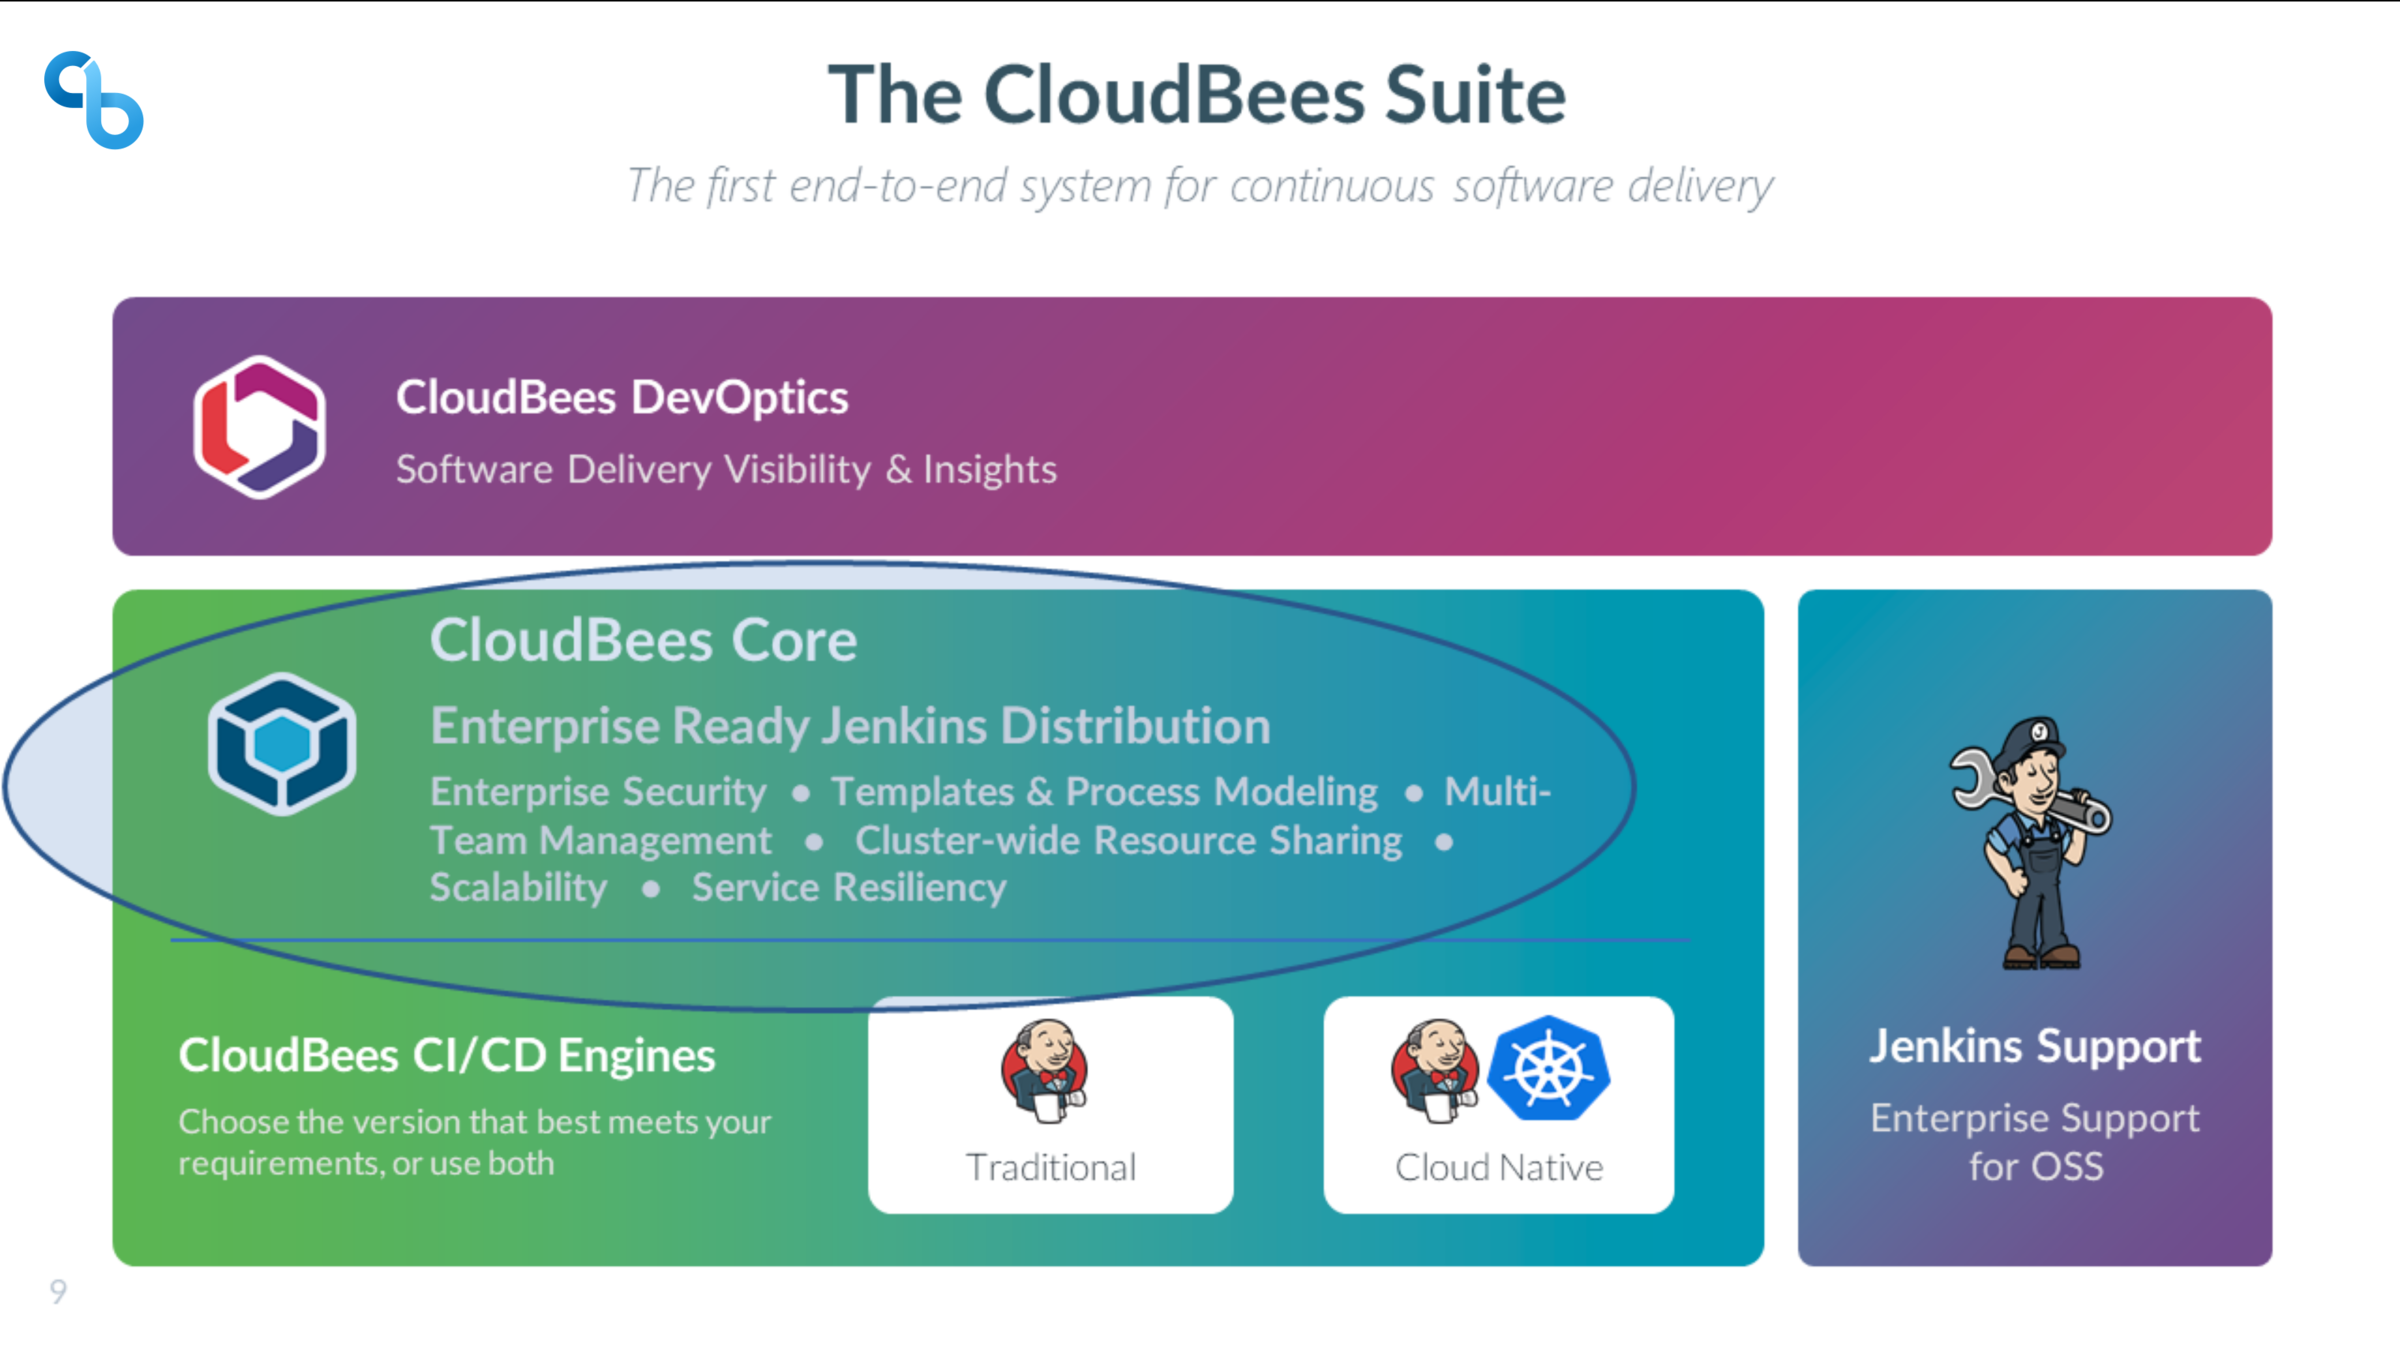 The CloudBees Suite
The first end-to-end system for continuous software delivery
CloudBees DevOptics
Software Delivery Visibility & Insights
CloudBees Core
Enterprise Ready Jenkins Distribution
Enterprise Security ● Templates & Process Modeling ● Multi-
Team Management ● Cluster-wide Resource Sharing ●
Scalability ● Service Resiliency
CloudBees CI/CD Engines
Choose the version that best meets your
requirements, or use both
Traditional
Cloud Native
J
Jenkins Support
Enterprise Support
for OSS
9